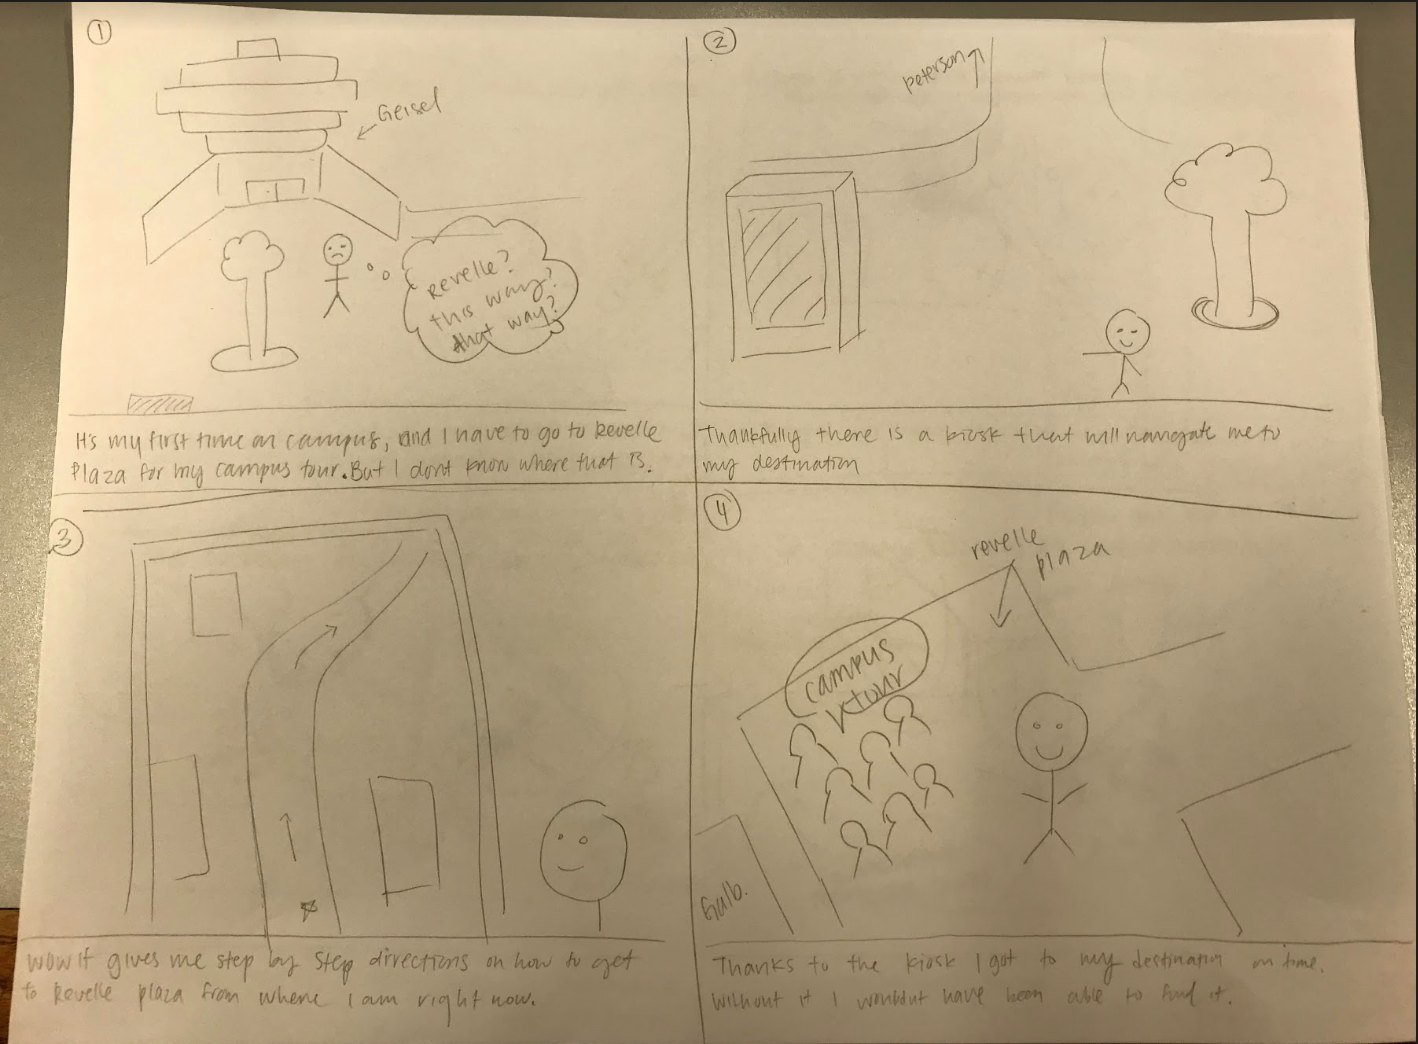 1
Geisel
Revelle?
this way?
that way?
It's my first time on campus, and I have to go to Revelle
Plaza for my campus tour. But I dont know where that is.
2
Peterson
Thankfully there is a kiosk that will navigate me to
my destination
3
wow it gives me step by step directions on how to get
to Revelle plaza from where I am right now.
4
revelle
plaza
campus
tour
Galb.
Thanks to the kiosk I got to my destination on time.
Without it I wouldnt have been able to find it.